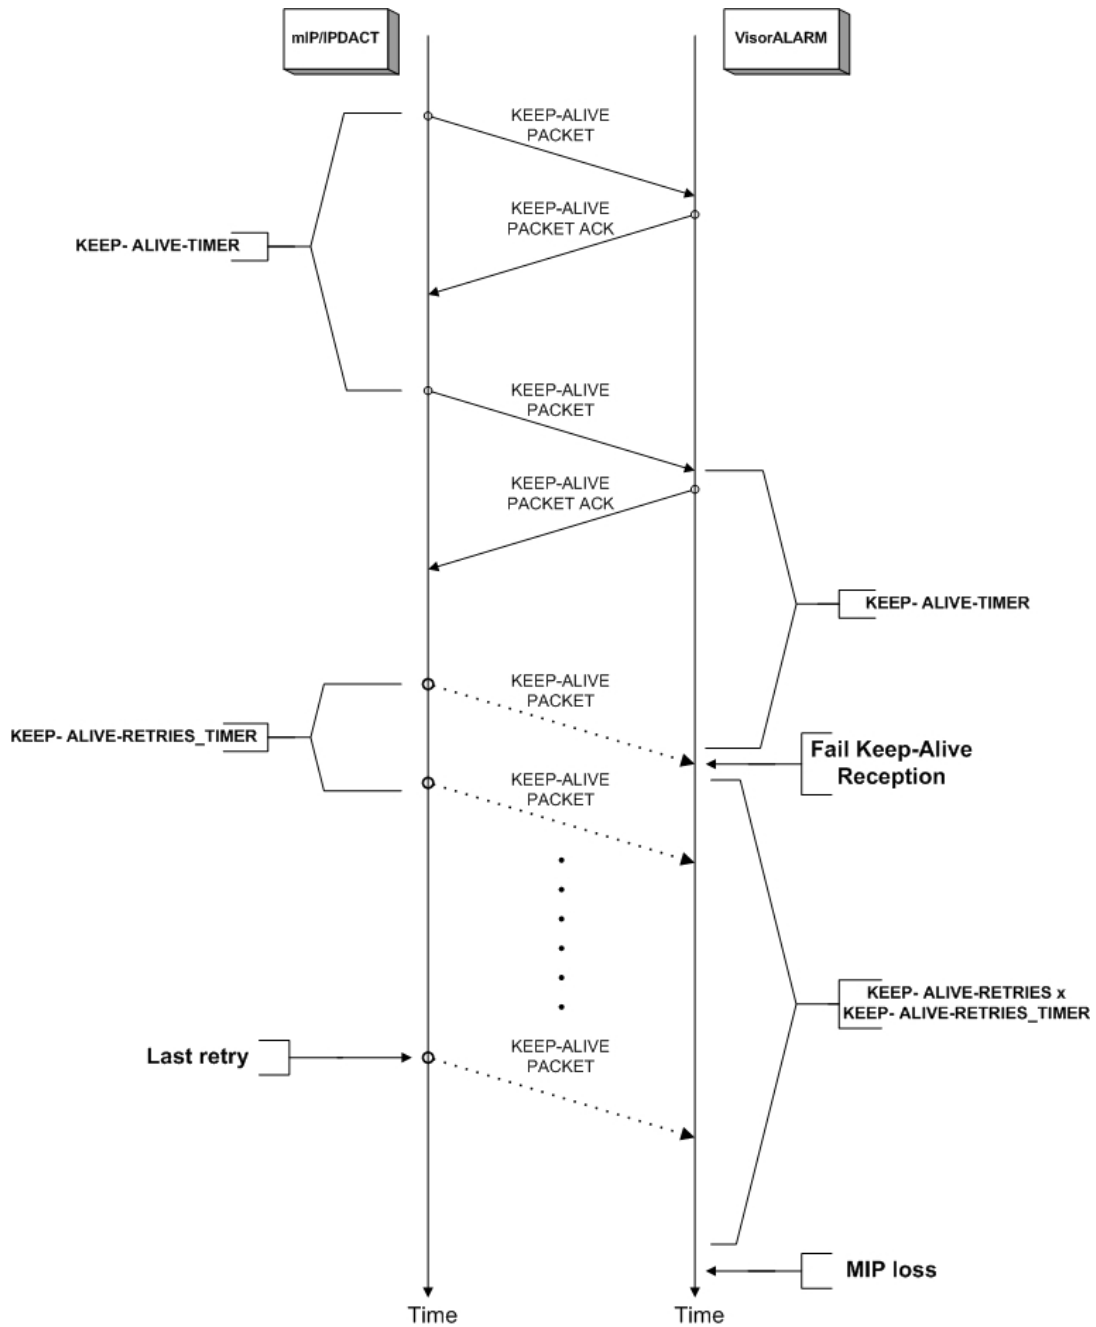 mIP/IPDACT
VisorALARM
KEEP-ALIVE
PACKET
KEEP-ALIVE
PACKET ACK
KEEP- ALIVE-TIMER
KEEP-ALIVE
PACKET
KEEP-ALIVE
PACKET ACK
KEEP- ALIVE-TIMER
KEEP-ALIVE
PACKET
KEEP- ALIVE-RETRIES_TIMER
Fail Keep-Alive
Reception
KEEP-ALIVE
PACKET
KEEP- ALIVE-RETRIES x
KEEP- ALIVE-RETRIES_TIMER
Last retry
KEEP-ALIVE
PACKET
MIP loss
Time
Time